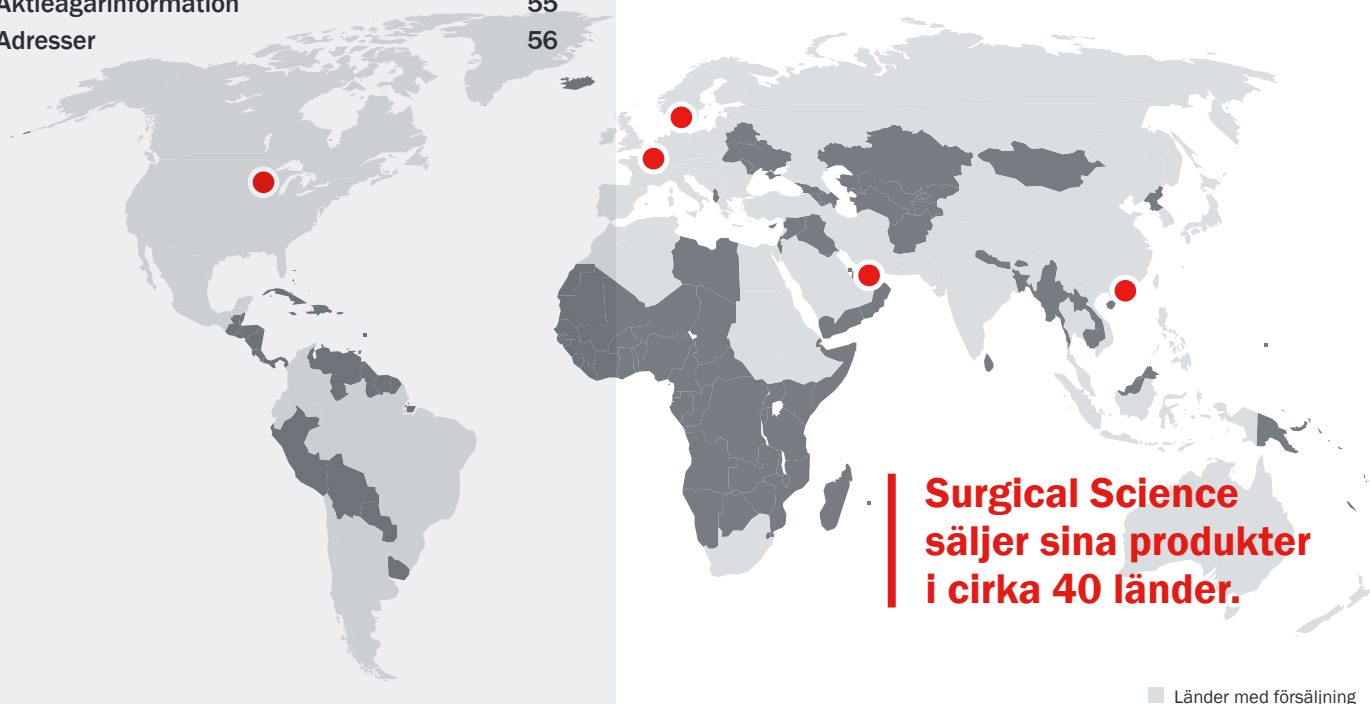 Aktieägarinformation 55
Adresser 56
Surgical Science
säljer sina produkter
i cirka 40 länder.
Länder med försäljning